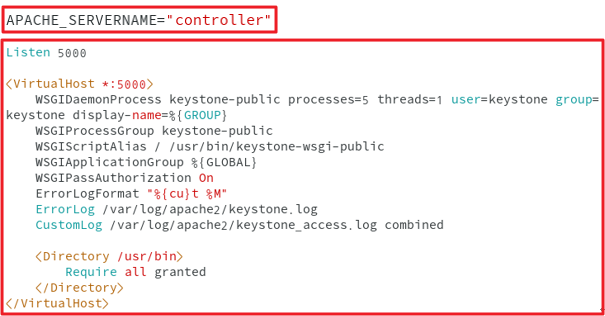 APACHE_SERVERNAME="controller"
Listen 5000
<VirtualHost *:5000>
    WSGIDaemonProcess keystone-public processes=5 threads=1 user=keystone group=
keystone display-name=%{GROUP}
    WSGIProcessGroup keystone-public
    WSGIScriptAlias / /usr/bin/keystone-wsgi-public
    WSGIApplicationGroup %{GLOBAL}
    WSGIPassAuthorization On
    ErrorLogFormat "%{cu}t %M"
    ErrorLog /var/log/apache2/keystone.log
    CustomLog /var/log/apache2/keystone_access.log combined
    <Directory /usr/bin>
        Require all granted
    </Directory>
</VirtualHost>